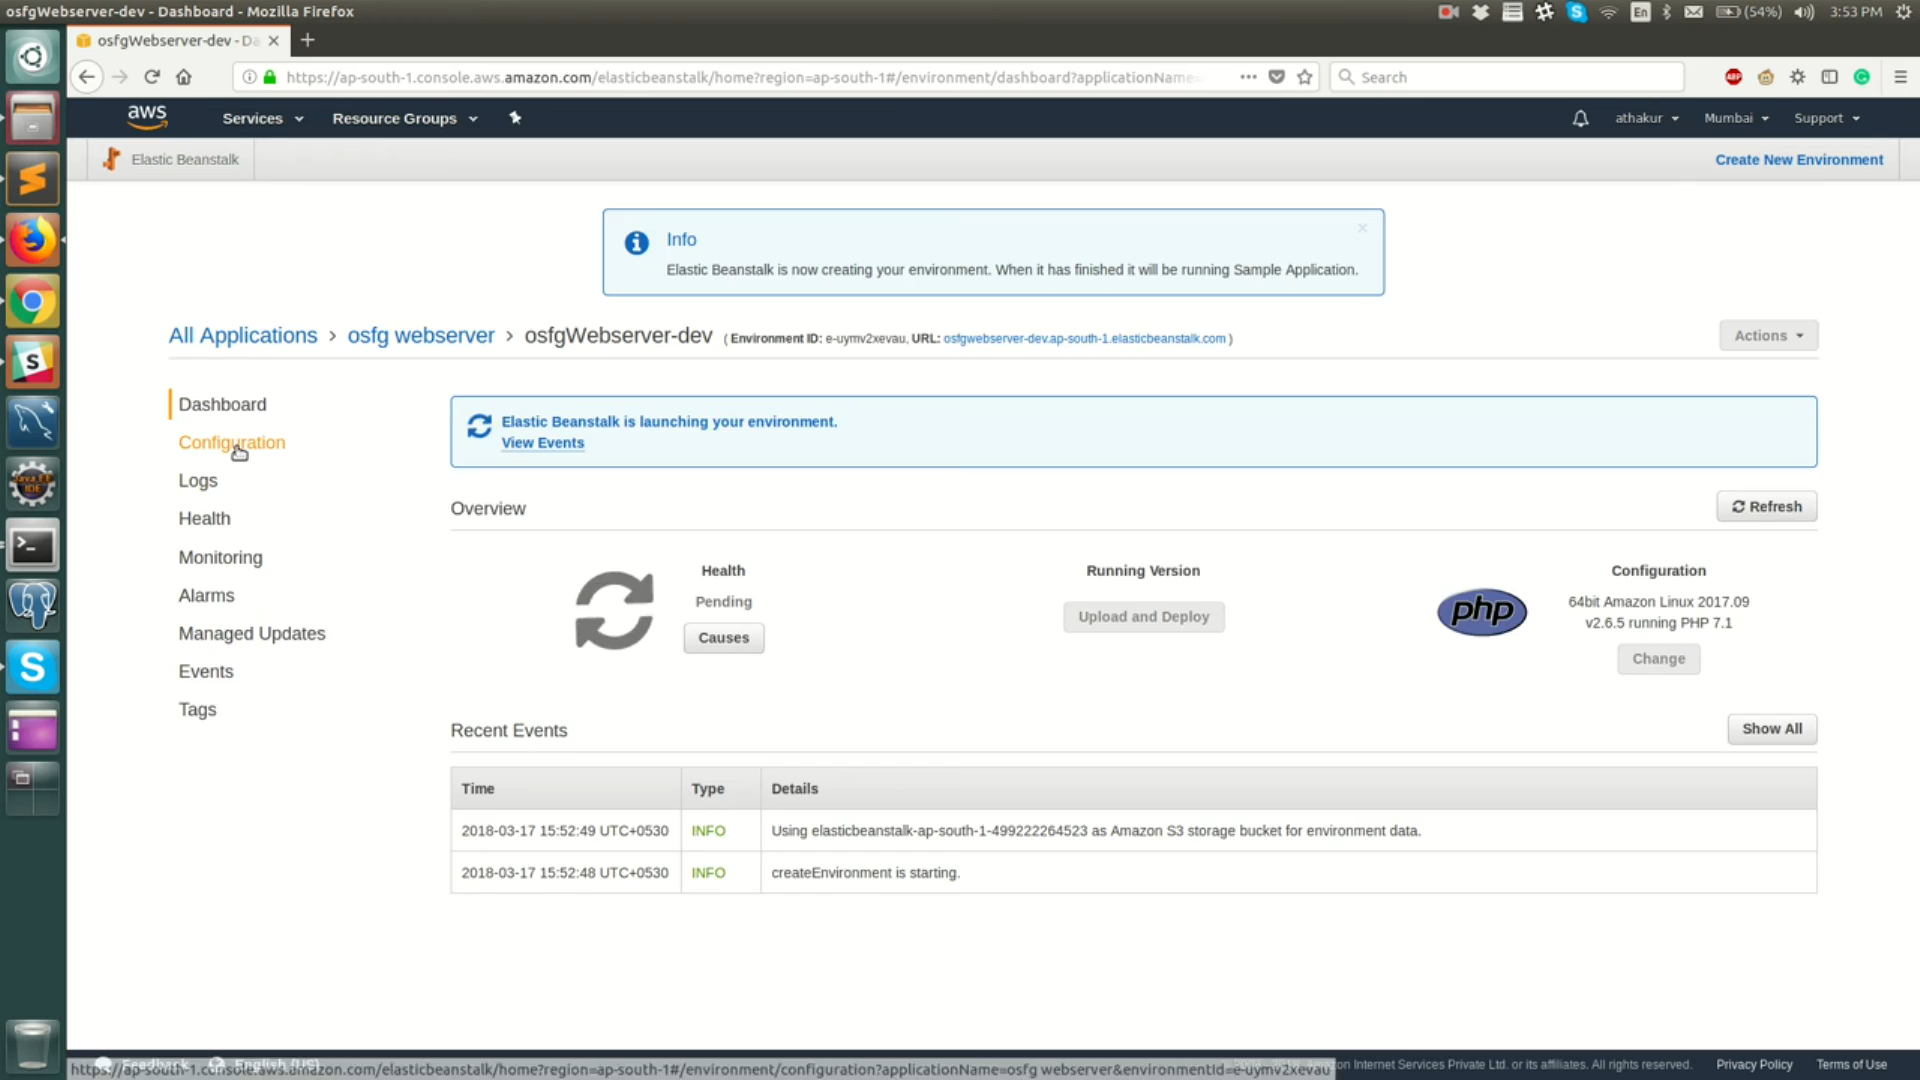 osfgWebserver-dev - Dashboard - Mozilla Firefox
En (54%) 3:53 PM
osfgWebserver-dev - Da
https://ap-south-1.console.aws.amazon.com/elasticbeanstalk/home?region=ap-south-1#/environment/dashboard?applicationName=
Search
ABP
aws Services Resource Groups athakur Mumbai Support
Elastic Beanstalk Create New Environment
Info
Elastic Beanstalk is now creating your environment. When it has finished it will be running Sample Application.
All Applications > osfg webserver > osfgWebserver-dev ( Environment ID: e-uymv2xevau, URL: osfgwebserver-dev.ap-south-1.elasticbeanstalk.com ) Actions
Dashboard
Configuration
Logs
Health
Monitoring
Alarms
Managed Updates
Events
Tags
Elastic Beanstalk is launching your environment.
View Events
Overview Refresh
Health
Pending
Causes
Running Version
Upload and Deploy
php
Configuration
64bit Amazon Linux 2017.09
v2.6.5 running PHP 7.1
Change
Recent Events Show All
Time Type Details
2018-03-17 15:52:49 UTC+0530 INFO Using elasticbeanstalk-ap-south-1-499222264523 as Amazon S3 storage bucket for environment data.
2018-03-17 15:52:48 UTC+0530 INFO createEnvironment is starting.
Java EE
IDE
Feedback English (US)
https://ap-south-1.console.aws.amazon.com/elasticbeanstalk/home?region=ap-south-1#/environment/configuration?applicationName=osfg webserver&environmentId=e-uymv2xevau
on Internet Services Private Ltd. or its affiliates. All rights reserved. Privacy Policy Terms of Use